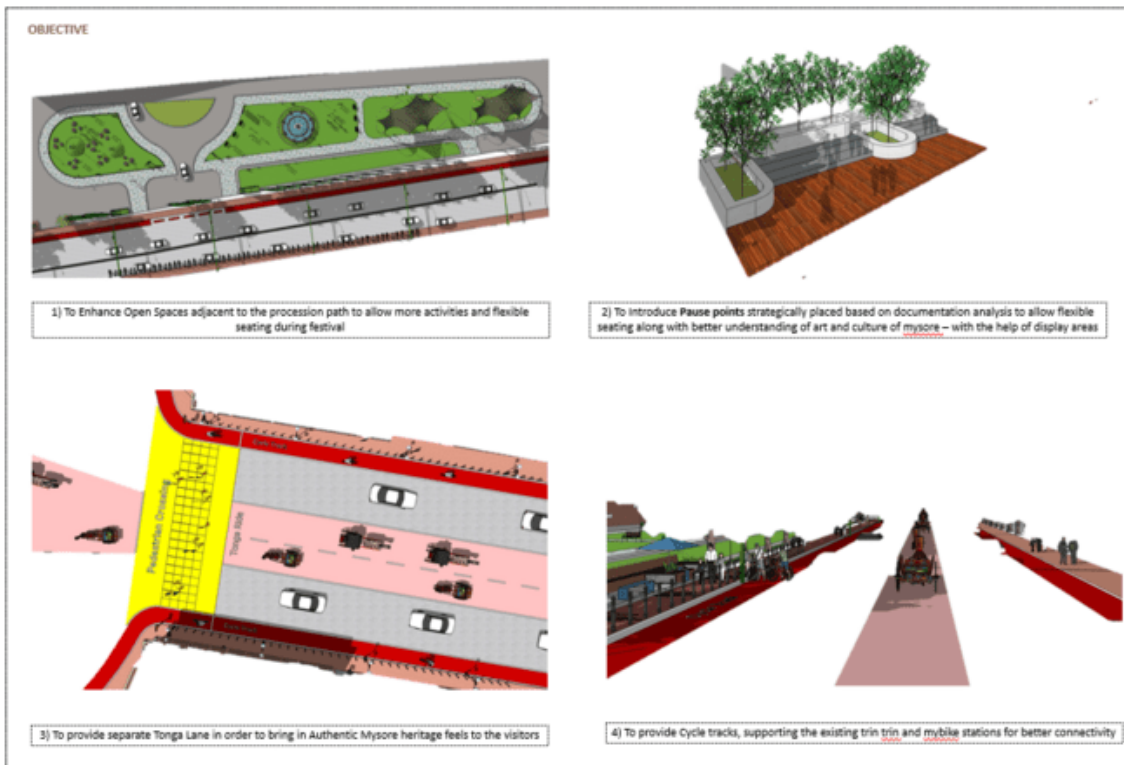 OBJECTIVE
1) To Enhance Open Spaces adjacent to the procession path to allow more activities and flexible
seating during festival
2) To Introduce Pause points strategically placed based on documentation analysis to allow flexible
seating along with better understanding of art and culture of mysore – with the help of display areas
Pedestrian Crossing
Tonga Ride
3) To provide separate Tonga Lane in order to bring in Authentic Mysore heritage feels to the visitors
4) To provide Cycle tracks, supporting the existing trin trin and mybike stations for better connectivity